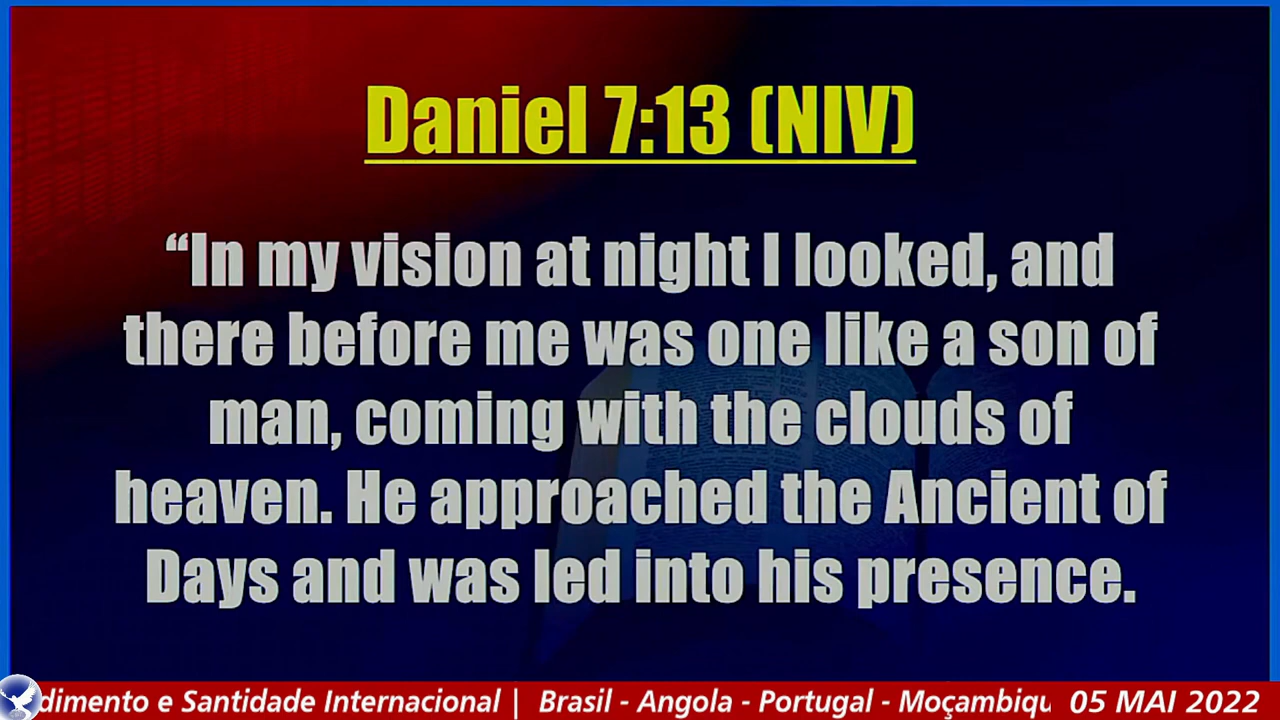 Daniel 7:13 (NIV)
“In my vision at night I looked, and
there before me was one like a son of
man, coming with the clouds of
heaven. He approached the Ancient of
Days and was led into his presence.
e Santidade Internacional | Brasil - Angola - Portugal - 05 MAI 2022